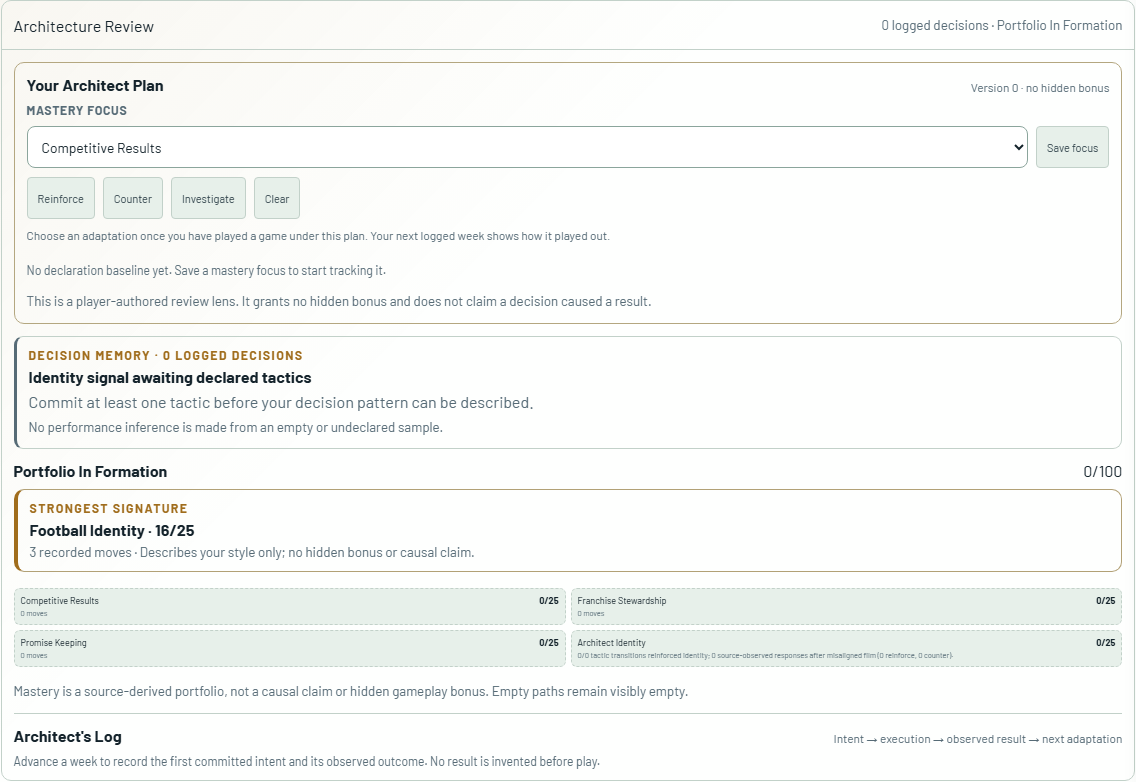 Architecture Review
0 logged decisions · Portfolio In Formation
Your Architect Plan
Version 0 · no hidden bonus
MASTERY FOCUS
Competitive Results
Save focus
Reinforce
Counter
Investigate
Clear
Choose an adaptation once you have played a game under this plan. Your next logged week shows how it played out.
No declaration baseline yet. Save a mastery focus to start tracking it.
This is a player-authored review lens. It grants no hidden bonus and does not claim a decision caused a result.
DECISION MEMORY · 0 LOGGED DECISIONS
Identity signal awaiting declared tactics
Commit at least one tactic before your decision pattern can be described.
No performance inference is made from an empty or undeclared sample.
Portfolio In Formation
0/100
STRONGEST SIGNATURE
Football Identity · 16/25
3 recorded moves · Describes your style only; no hidden bonus or causal claim.
Competitive Results
0/25
0 moves
Franchise Stewardship
0/25
0 moves
Promise Keeping
0/25
0 moves
Architect Identity
0/25
0/0 tactic transitions reinforced identity; 0 source-observed responses after misaligned film (0 reinforce, 0 counter).
Mastery is a source-derived portfolio, not a causal claim or hidden gameplay bonus. Empty paths remain visibly empty.
Architect's Log
Intent → execution → observed result → next adaptation
Advance a week to record the first committed intent and its observed outcome. No result is invented before play.